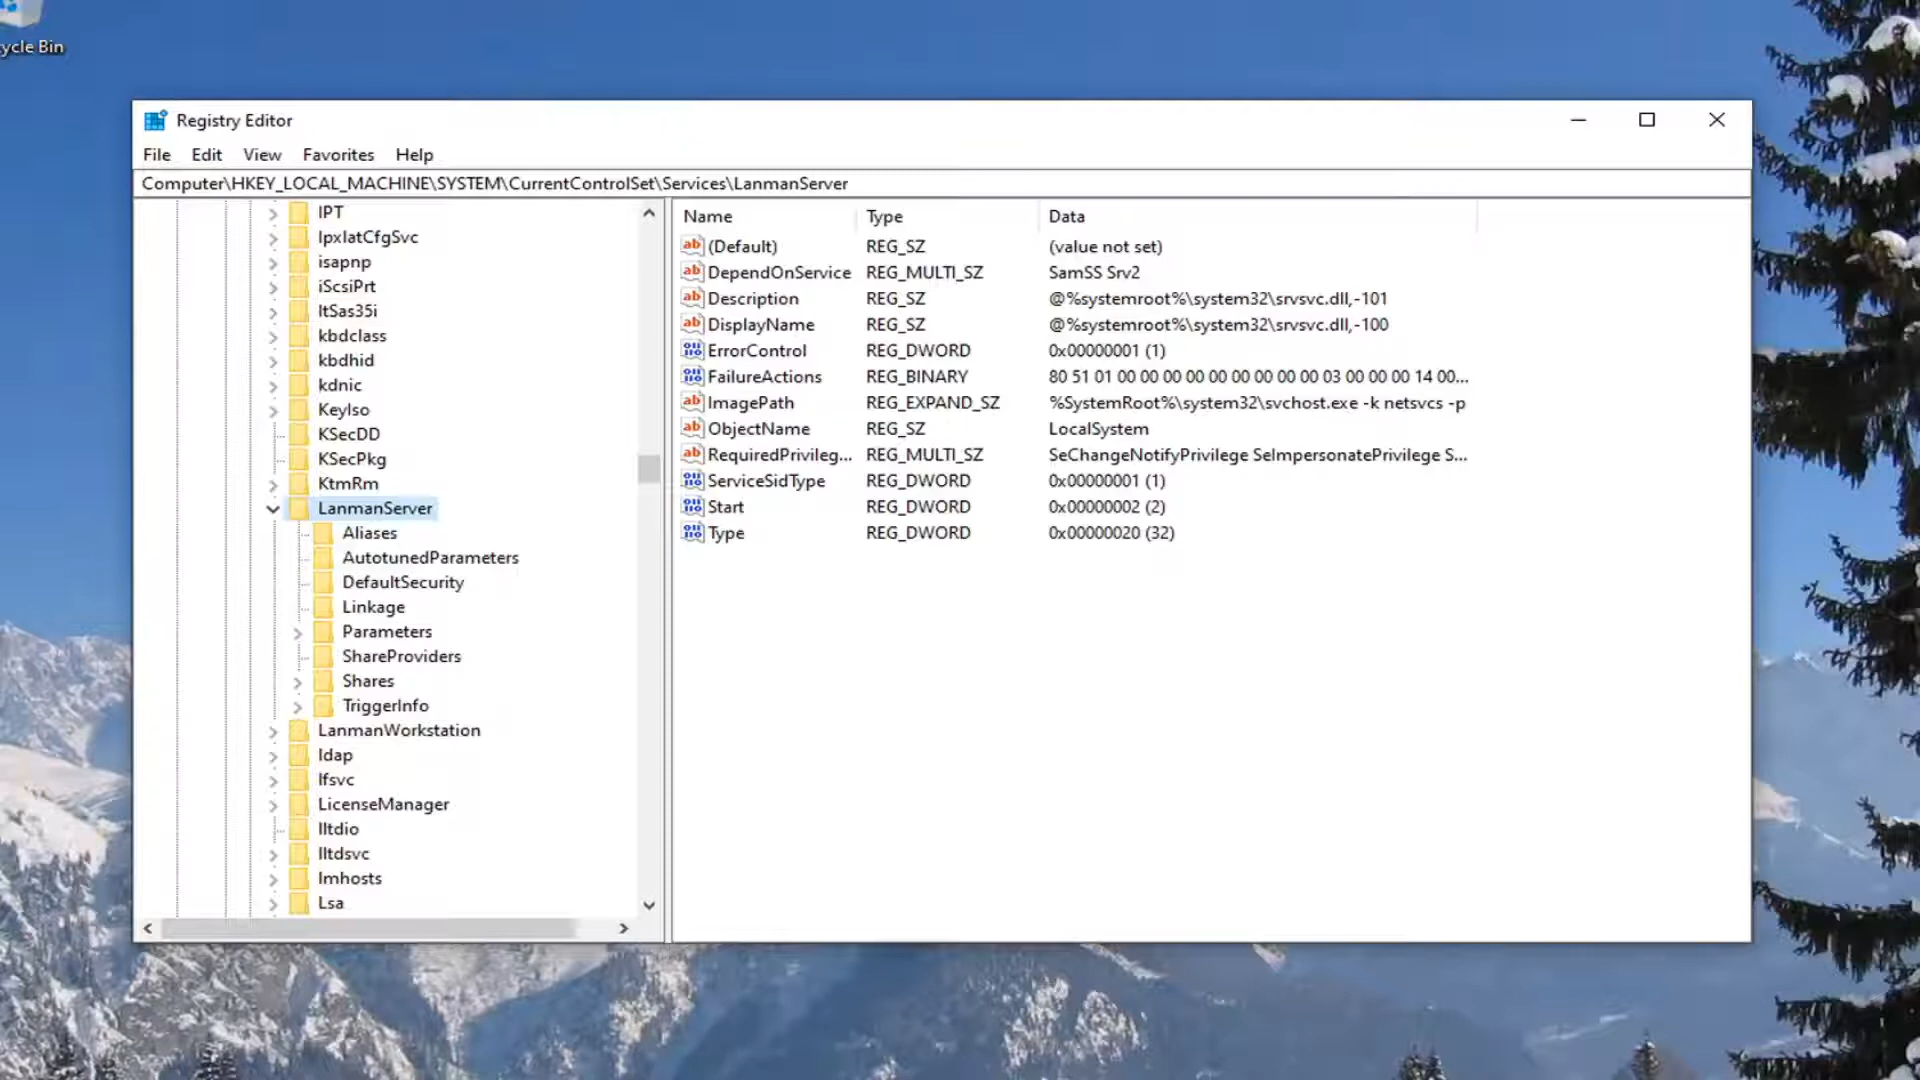 ycle Bin
Registry Editor
File Edit View Favorites Help
Computer\HKEY_LOCAL_MACHINE\SYSTEM\CurrentControlSet\Services\LanmanServer
IPT
IpxlatCfgSvc
isapnp
iScsiPrt
ItSas35i
kbdclass
kbdhid
kdnic
KeyIso
KSecDD
KSecPkg
KtmRm
LanmanServer
Aliases
AutotunedParameters
DefaultSecurity
Linkage
Parameters
ShareProviders
Shares
TriggerInfo
LanmanWorkstation
ldap
lfsvc
LicenseManager
lltdio
lltdsvc
lmhosts
Lsa
Name Type Data
(Default) REG_SZ (value not set)
DependOnService REG_MULTI_SZ SamSS Srv2
Description REG_SZ @%systemroot%\system32\srvsvc.dll,-101
DisplayName REG_SZ @%systemroot%\system32\srvsvc.dll,-100
ErrorControl REG_DWORD 0x00000001 (1)
FailureActions REG_BINARY 80 51 01 00 00 00 00 00 00 00 00 00 03 00 00 00 14 00...
ImagePath REG_EXPAND_SZ %SystemRoot%\system32\svchost.exe -k netsvcs -p
ObjectName REG_SZ LocalSystem
RequiredPrivileg... REG_MULTI_SZ SeChangeNotifyPrivilege SeImpersonatePrivilege S...
ServiceSidType REG_DWORD 0x00000001 (1)
Start REG_DWORD 0x00000002 (2)
Type REG_DWORD 0x00000020 (32)